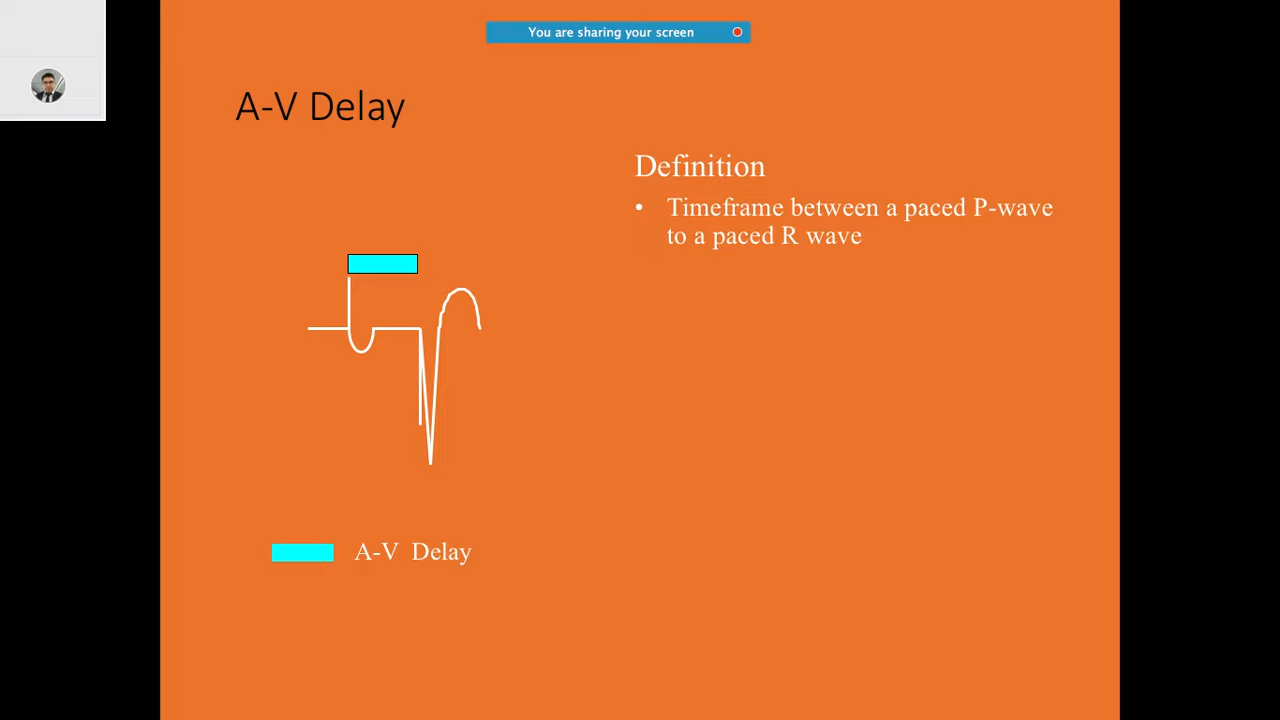 You are sharing your screen
A-V Delay
Definition
• Timeframe between a paced P-wave
to a paced R wave
A-V Delay